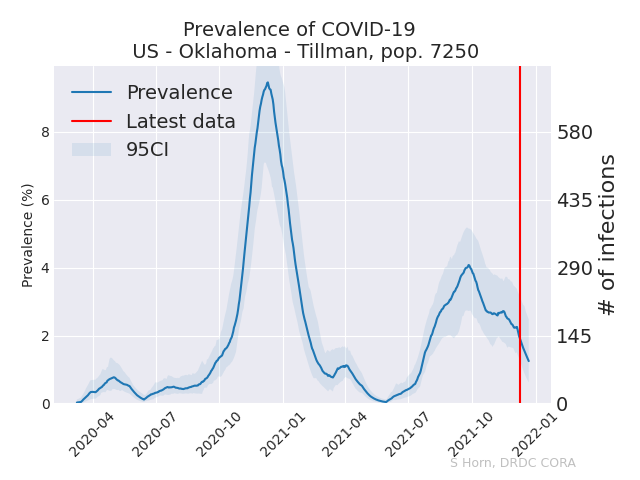 Prevalence of COVID-19
US - Oklahoma - Tillman, pop. 7250
Prevalence
Latest data
95CI
Prevalence (%)
8
6
4
2
0
# of infections
580
435
290
145
0
2020-04
2020-07
2020-10
2021-01
2021-04
2021-07
2021-10
2022-01
S Horn, DRDC CORA